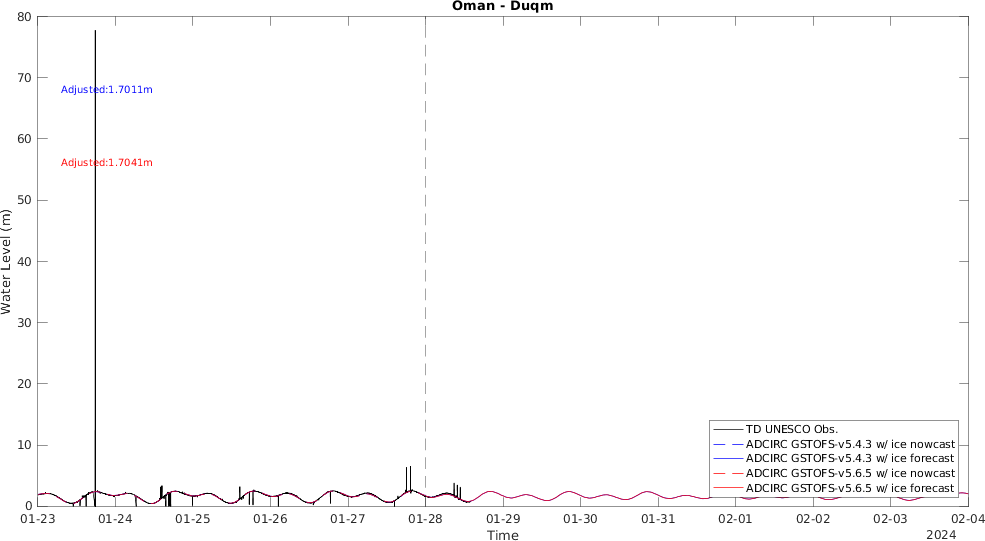 Oman - Duqm
80
70
60
50
40
30
20
10
0
Water Level (m)
Adjusted:1.7011m
Adjusted:1.7041m
TD UNESCO Obs.
ADCIRC GSTOFS-v5.4.3 w/ ice nowcast
ADCIRC GSTOFS-v5.4.3 w/ ice forecast
ADCIRC GSTOFS-v5.6.5 w/ ice nowcast
ADCIRC GSTOFS-v5.6.5 w/ ice forecast
01-23 01-24 01-25 01-26 01-27 01-28 01-29 01-30 01-31 02-01 02-02 02-03 02-04
Time
2024